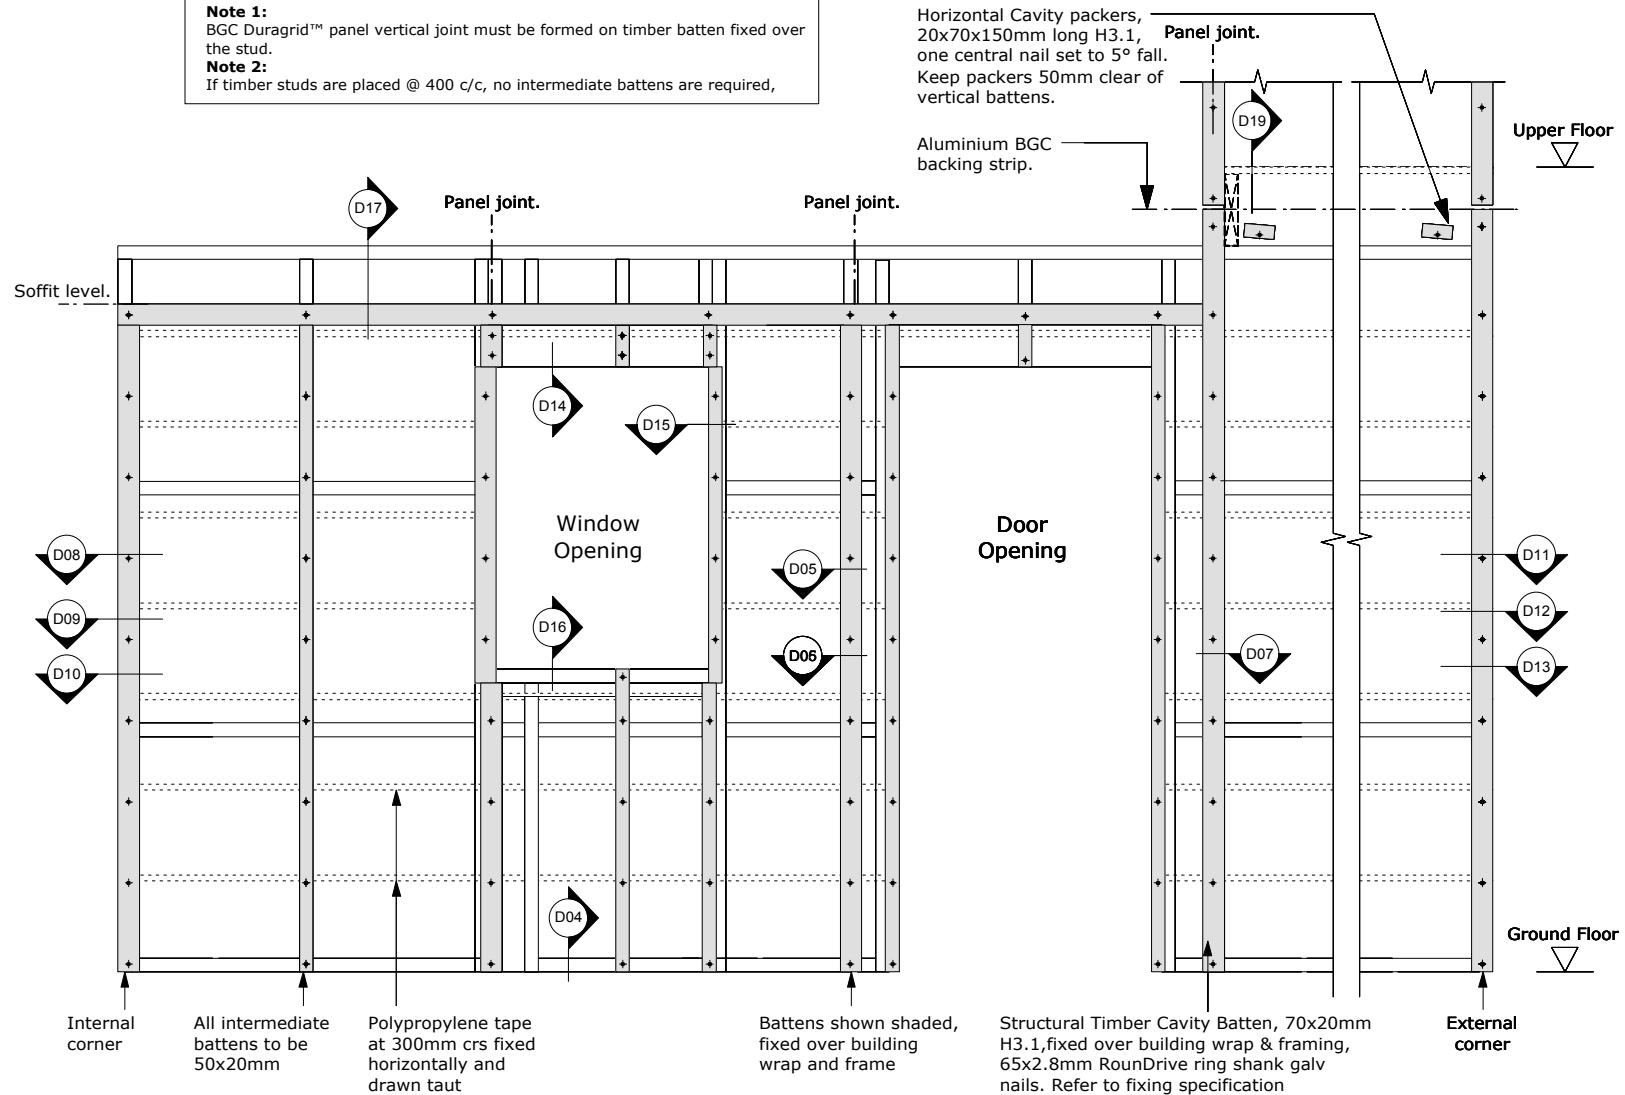 Note 1:
BGC Duragrid™ panel vertical joint must be formed on timber batten fixed over
the stud.
Note 2:
If timber studs are placed @ 400 c/c, no intermediate battens are required,
Horizontal Cavity packers,
20x70x150mm long H3.1,
one central nail set to 5° fall.
Keep packers 50mm clear of
vertical battens.
Panel joint.
D19
Upper Floor
Aluminium BGC
backing strip.
D17
Panel joint.
Panel joint.
Soffit level.
D14
D15
Window
Opening
Door
Opening
D08
D05
D11
D09
D16
D12
D10
D06
D07
D13
D04
Ground Floor
Internal
corner
All intermediate
battens to be
50x20mm
Polypropylene tape
at 300mm crs fixed
horizontally and
drawn taut
Battens shown shaded,
fixed over building
wrap and frame
Structural Timber Cavity Batten, 70x20mm
H3.1,fixed over building wrap & framing,
65x2.8mm RounDrive ring shank galv
nails. Refer to fixing specification
External
corner